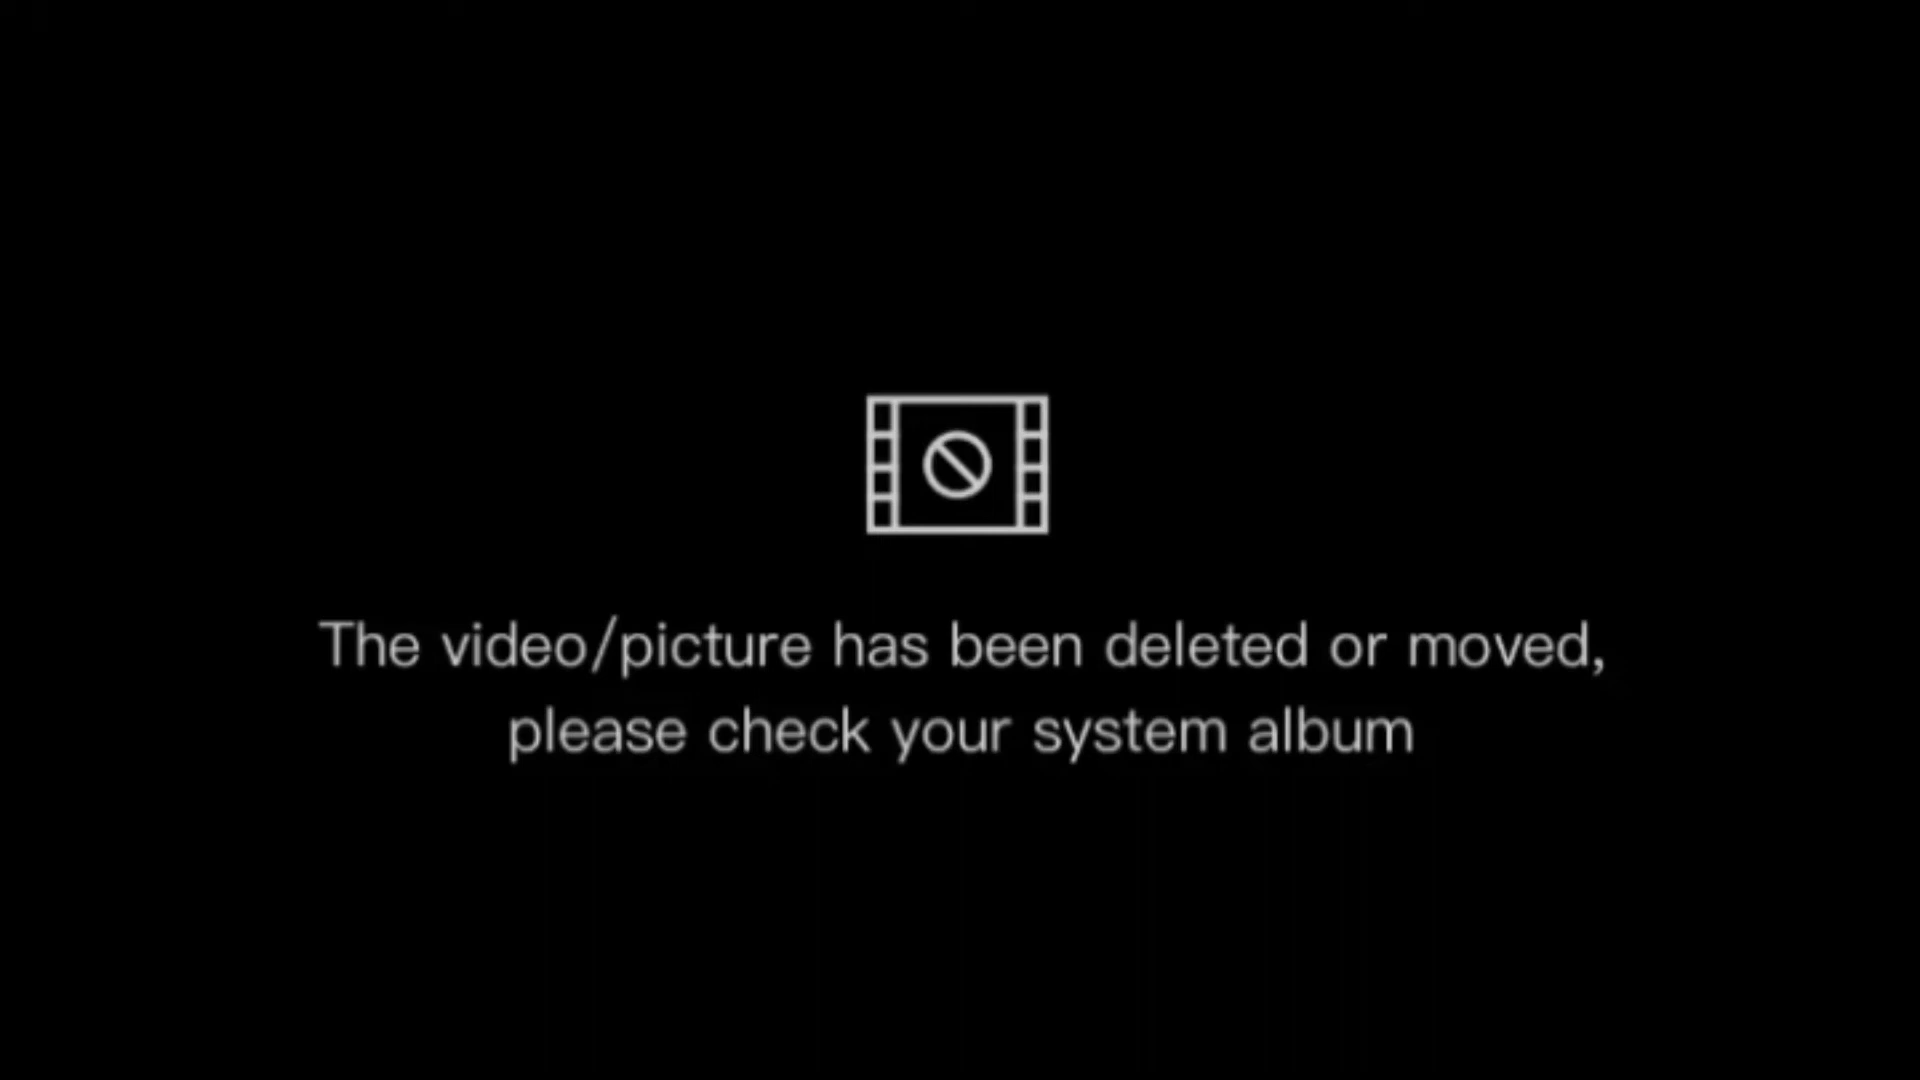 The video/picture has been deleted or moved,
please check your system album